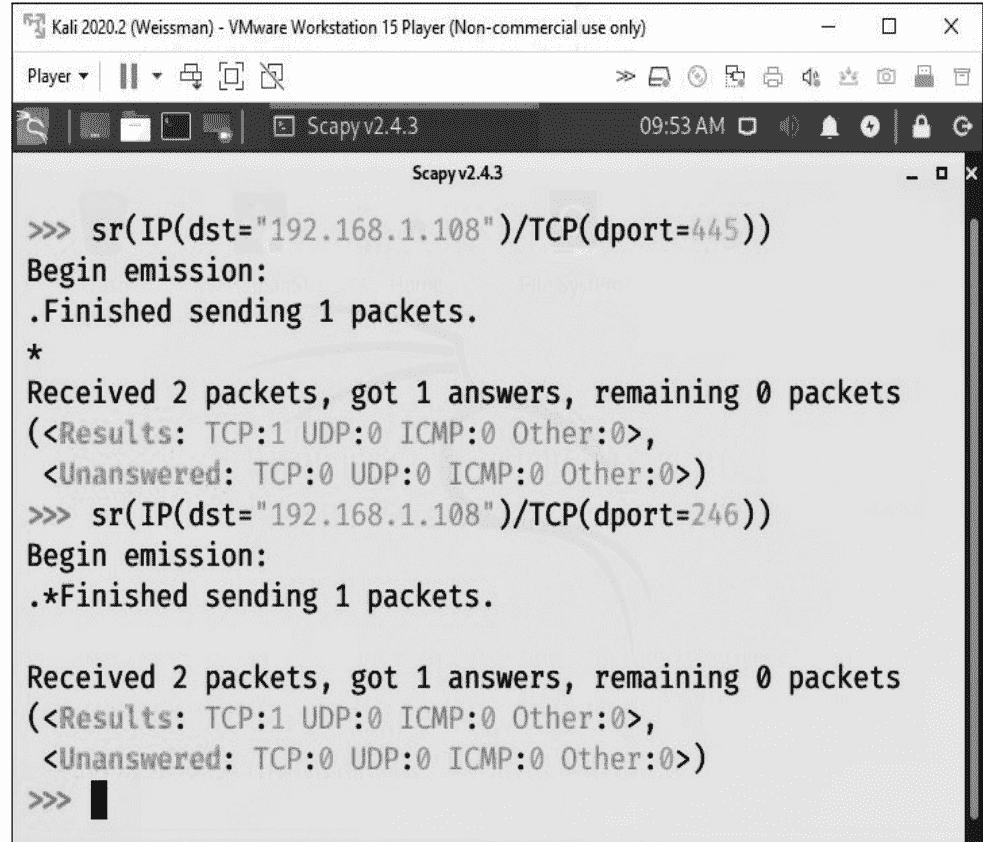 Kali 2020.2 (Weissman) - VMware Workstation 15 Player (Non-commercial use only)
Player
Scapy v2.4.3
09:53 AM
Scapy v2.4.3
>>> sr(IP(dst="192.168.1.108")/TCP(dport=445))
Begin emission:
.Finished sending 1 packets.
*
Received 2 packets, got 1 answers, remaining 0 packets
(<Results: TCP:1 UDP:0 ICMP:0 Other:0>,
<Unanswered: TCP:0 UDP:0 ICMP:0 Other:0>)
>>> sr(IP(dst="192.168.1.108")/TCP(dport=246))
Begin emission:
.*Finished sending 1 packets.
Received 2 packets, got 1 answers, remaining 0 packets
(<Results: TCP:1 UDP:0 ICMP:0 Other:0>,
<Unanswered: TCP:0 UDP:0 ICMP:0 Other:0>)
>>>